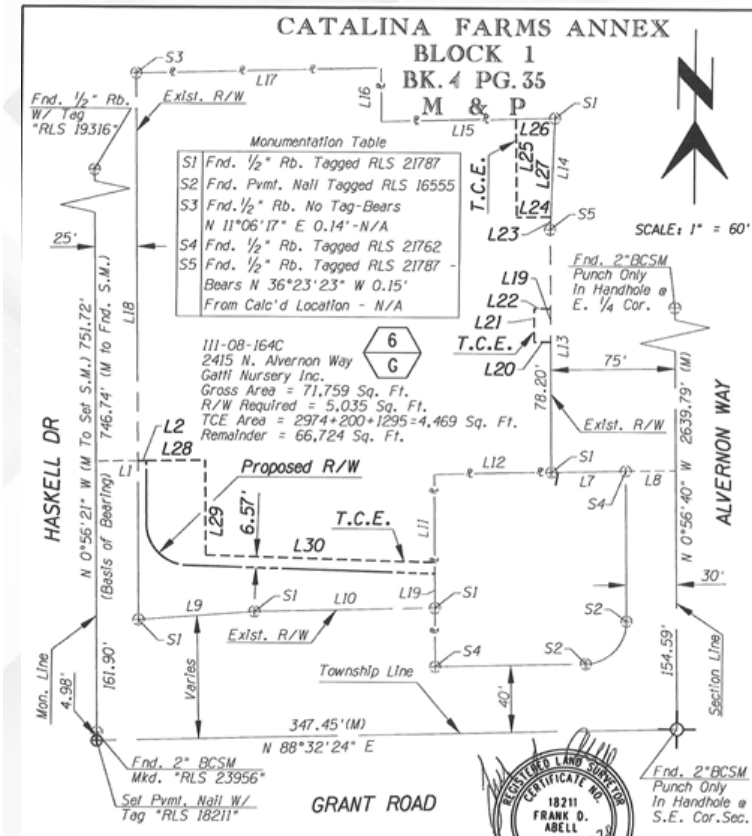 CATALINA FARMS ANNEX
BLOCK 1
BK. 4 PG. 35
M & P
S3
L17
L16
L15
L26
S1
Fnd. 1/2" Rb.
W/ Tag
"RLS 19316"
Exist. R/W
Monumentation Table
S1 Fnd. 1/2" Rb. Tagged RLS 21787
S2 Fnd. Pvmt. Nail Tagged RLS 16555
S3 Fnd. 1/2" Rb. No Tag-Bears
N 11°06'17" E 0.14'-N/A
S4 Fnd. 1/2" Rb. Tagged RLS 21762
S5 Fnd. 1/2" Rb. Tagged RLS 21787 -
Bears N 36°23'23" W 0.15'
From Calc'd Location - N/A
T.C.E.
L25
L27
L14
L24
L23
S5
N
SCALE: 1" = 60'
25'
L18
Fnd. 2"BCSM
Punch Only
In Handhole @
E. 1/4 Cor.
L19
L22
L21
T.C.E.
L20
L13
75'
78.20'
Exist. R/W
111-08-164C
2415 N. Alvernon Way
Gatti Nursery Inc.
Gross Area = 71,759 Sq. Ft.
R/W Required = 5,035 Sq. Ft.
TCE Area = 2974+200+1295=4,469 Sq. Ft.
Remainder = 66,724 Sq. Ft.
6
G
HASKELL DR
N 0°56'21" W (M To Set S.M.) 751.72'
746.74' (M to Fnd. S.M.)
(Basis of Bearing)
ALVERNON WAY
N 0°56'40" W 2639.79' (M)
L1
L2
L28
Proposed R/W
L29
6.57'
L30
T.C.E.
L12
S1
L7
L8
S4
L11
L19
S1
L9
S1
L10
S1
Exist. R/W
30'
S2
S4
S2
Mon. Line
4.98'
161.90'
Varies
Township Line
40'
154.59'
Section Line
347.45'(M)
N 88°32'24" E
Fnd. 2" BCSM
Mkd. "RLS 23956"
Set Pvmt. Nail W/
Tag "RLS 18211"
GRANT ROAD
REGISTERED LAND SURVEYOR
CERTIFICATE NO.
18211
FRANK D.
ABELL
Fnd. 2"BCSM
Punch Only
In Handhole @
S.E. Cor.Sec.